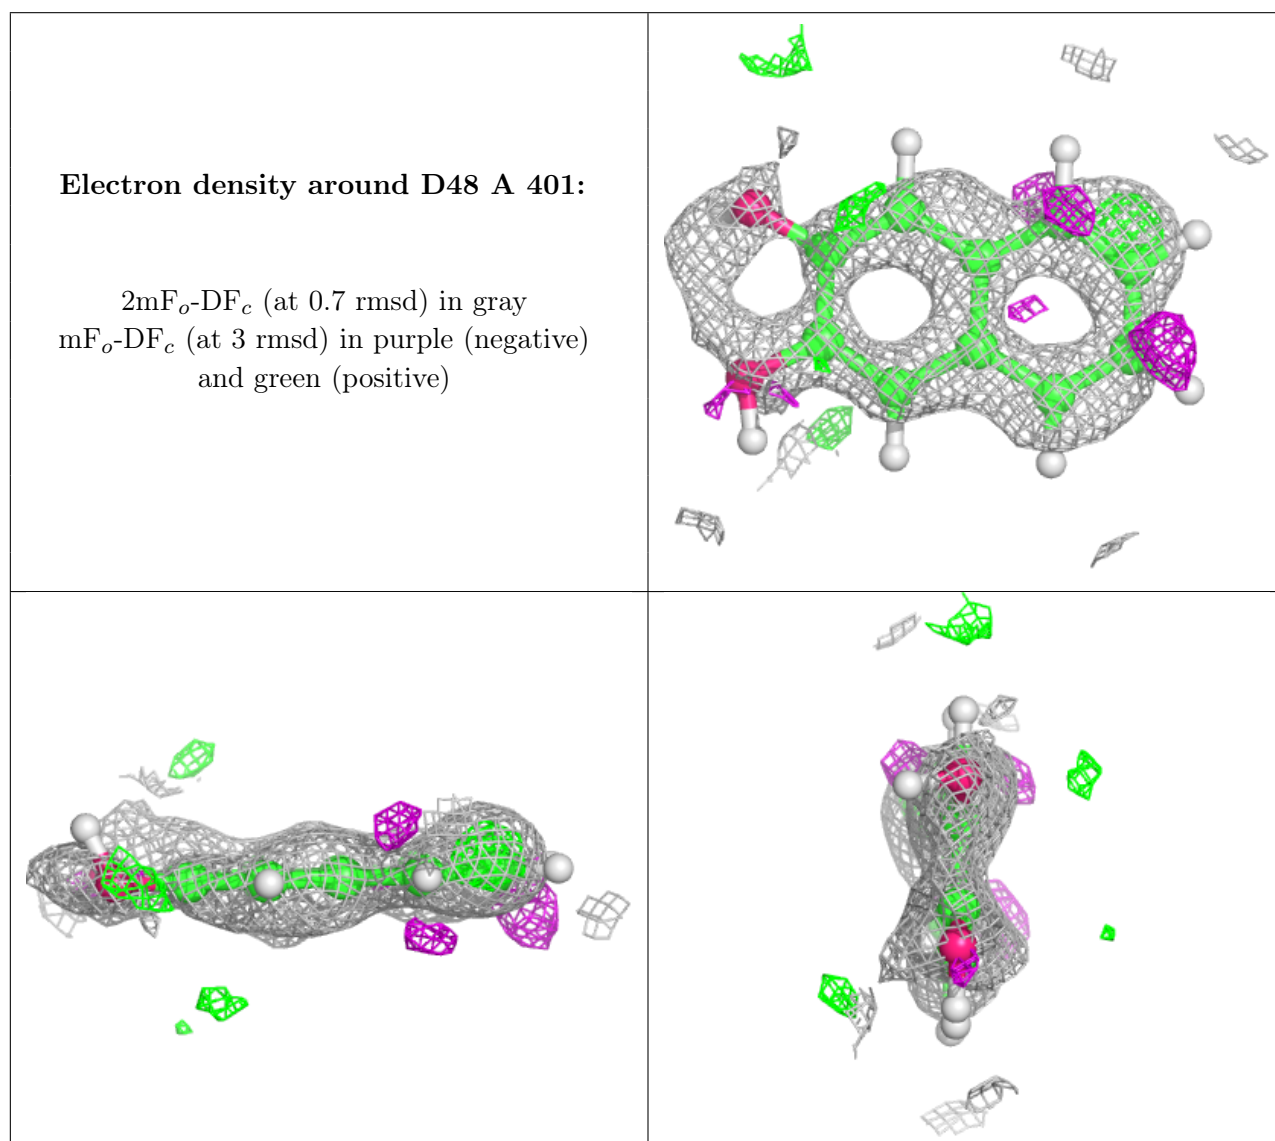 Electron density around D48 A 401:
2mFo-DFc (at 0.7 rmsd) in gray
mFo-DFc (at 3 rmsd) in purple (negative)
and green (positive)